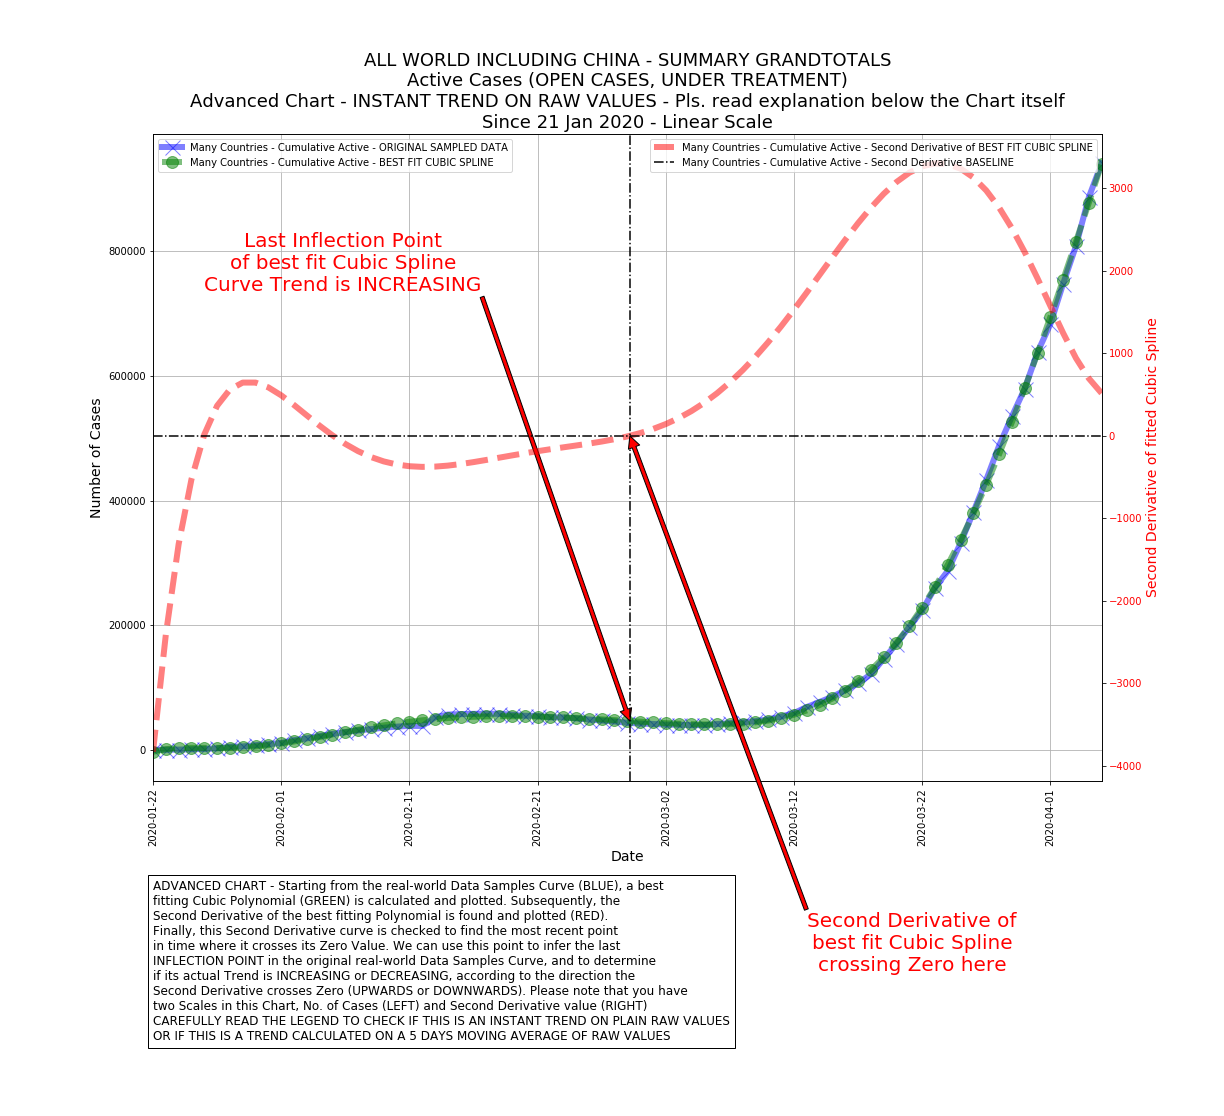 ALL WORLD INCLUDING CHINA - SUMMARY GRANDTOTALS
Active Cases (OPEN CASES, UNDER TREATMENT)
Advanced Chart - INSTANT TREND ON RAW VALUES - Pls. read explanation below the Chart itself
Since 21 Jan 2020 - Linear Scale
Many Countries - Cumulative Active - ORIGINAL SAMPLED DATA
Many Countries - Cumulative Active - BEST FIT CUBIC SPLINE
Many Countries - Cumulative Active - Second Derivative of BEST FIT CUBIC SPLINE
Many Countries - Cumulative Active - Second Derivative BASELINE
Last Inflection Point
of best fit Cubic Spline
Curve Trend is INCREASING
Number of Cases
800000
600000
400000
200000
0
3000
2000
1000
0
−1000
−2000
−3000
−4000
Second Derivative of fitted Cubic Spline
2020-01-22
2020-02-01
2020-02-11
2020-02-21
2020-03-02
2020-03-12
2020-03-22
2020-04-01
Date
Second Derivative of
best fit Cubic Spline
crossing Zero here
ADVANCED CHART - Starting from the real-world Data Samples Curve (BLUE), a best
fitting Cubic Polynomial (GREEN) is calculated and plotted. Subsequently, the
Second Derivative of the best fitting Polynomial is found and plotted (RED).
Finally, this Second Derivative curve is checked to find the most recent point
in time where it crosses its Zero Value. We can use this point to infer the last
INFLECTION POINT in the original real-world Data Samples Curve, and to determine
if its actual Trend is INCREASING or DECREASING, according to the direction the
Second Derivative crosses Zero (UPWARDS or DOWNWARDS). Please note that you have
two Scales in this Chart, No. of Cases (LEFT) and Second Derivative value (RIGHT)
CAREFULLY READ THE LEGEND TO CHECK IF THIS IS AN INSTANT TREND ON PLAIN RAW VALUES
OR IF THIS IS A TREND CALCULATED ON A 5 DAYS MOVING AVERAGE OF RAW VALUES